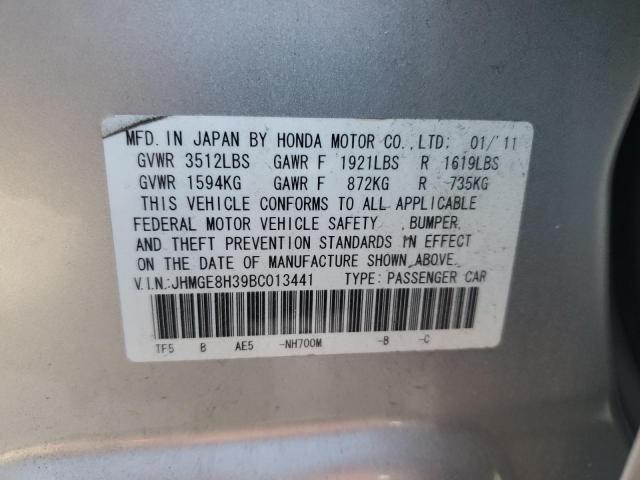 MFD. IN JAPAN BY HONDA MOTOR CO., LTD: 01/'11
GVWR 3512LBS GAWR F 1921LBS R 1619LBS
GVWR 1594KG GAWR F 872KG R 735KG
THIS VEHICLE CONFORMS TO ALL APPLICABLE
FEDERAL MOTOR VEHICLE SAFETY , BUMPER,
AND THEFT PREVENTION STANDARDS IN EFFECT
ON THE DATE OF MANUFACTURE SHOWN ABOVE.
V.I.N.:JHMGE8H39BC013441 TYPE: PASSENGER CAR
TF5 B AE5 -NH700M -B -C